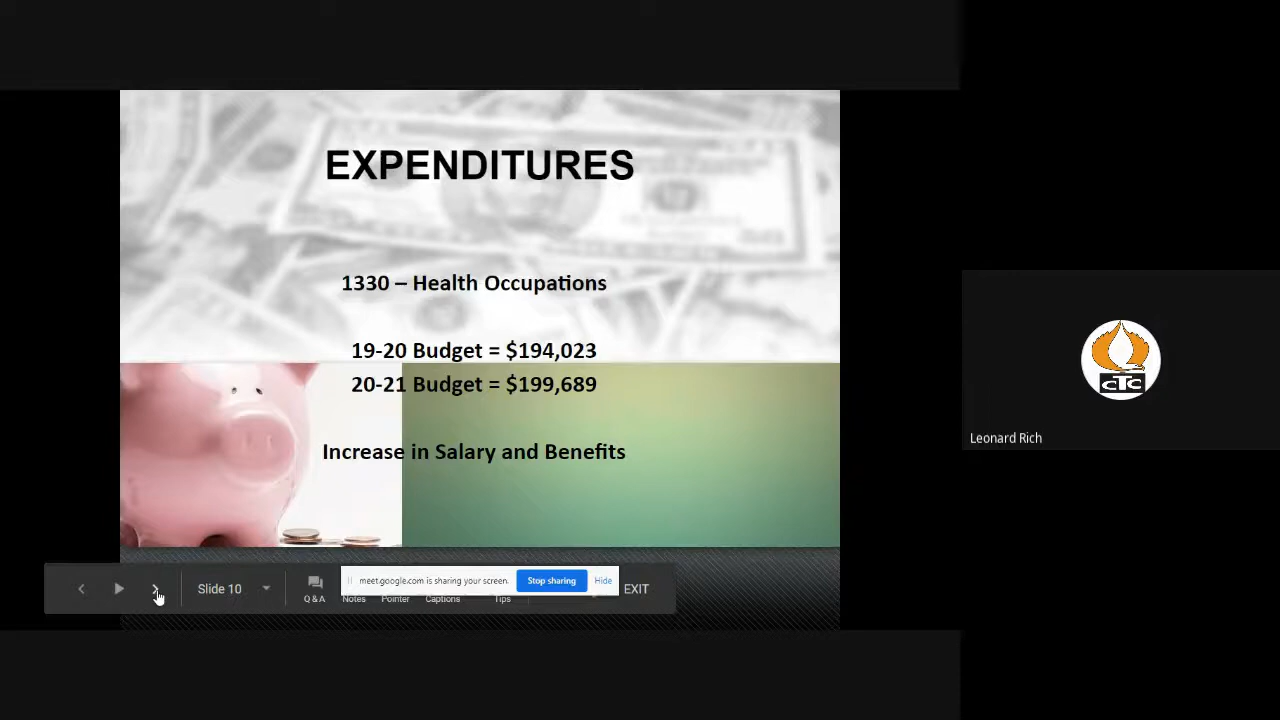 EXPENDITURES
1330 – Health Occupations
19-20 Budget = $194,023
20-21 Budget = $199,689
Increase in Salary and Benefits
CTC
Leonard Rich
meet.google.com is sharing your screen.
Stop sharing
Hide
Slide 10
EXIT
Q&A
Notes
Pointer
Captions
Tips